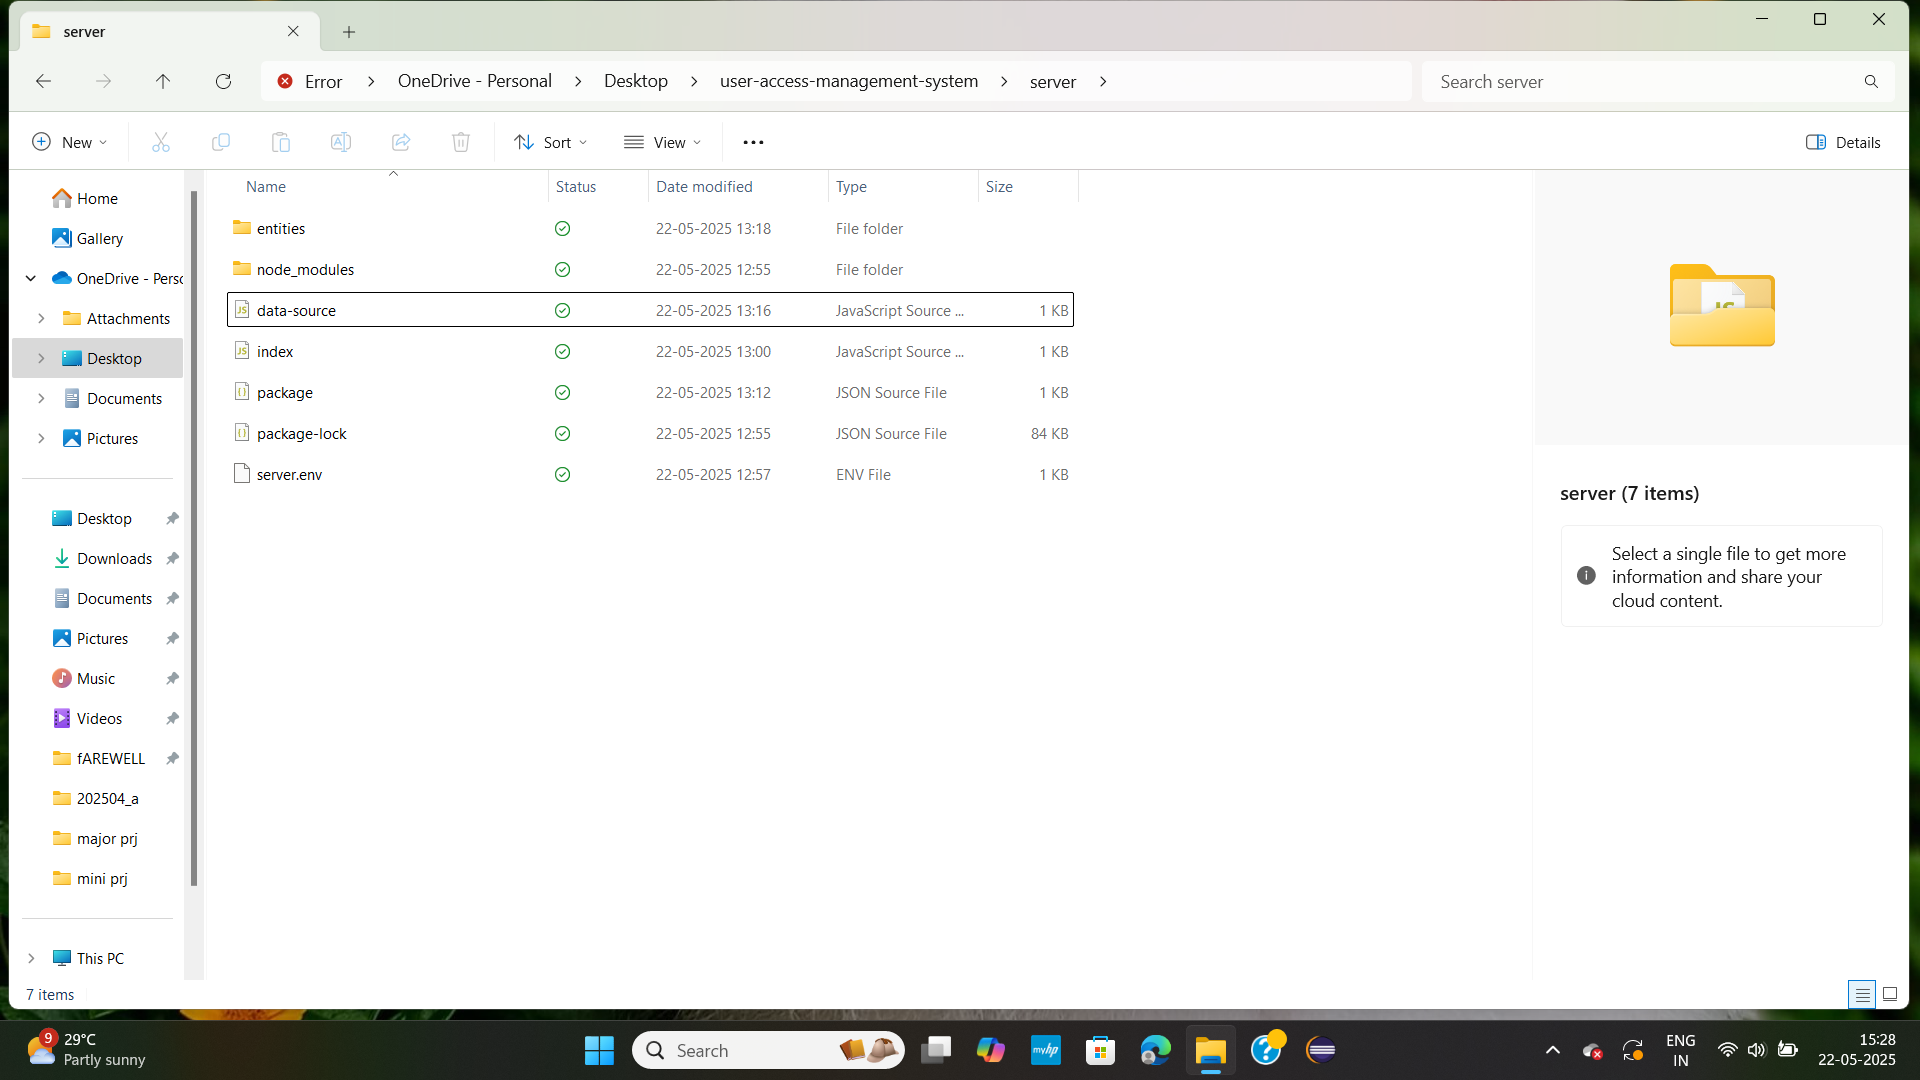 server
Error
OneDrive - Personal
Desktop
user-access-management-system
server
Search server
New
Sort
View
Details
Home
Gallery
OneDrive - Perso
Attachments
Desktop
Documents
Pictures
Desktop
Downloads
Documents
Pictures
Music
Videos
fAREWELL
202504_a
major prj
mini prj
This PC
Name Status Date modified Type Size
entities 22-05-2025 13:18 File folder
node_modules 22-05-2025 12:55 File folder
data-source 22-05-2025 13:16 JavaScript Source ... 1 KB
index 22-05-2025 13:00 JavaScript Source ... 1 KB
package 22-05-2025 13:12 JSON Source File 1 KB
package-lock 22-05-2025 12:55 JSON Source File 84 KB
server.env 22-05-2025 12:57 ENV File 1 KB
JS
server (7 items)
Select a single file to get more
information and share your
cloud content.
7 items
9
29°C
Partly sunny
Search
myhp
ENG
IN
15:28
22-05-2025